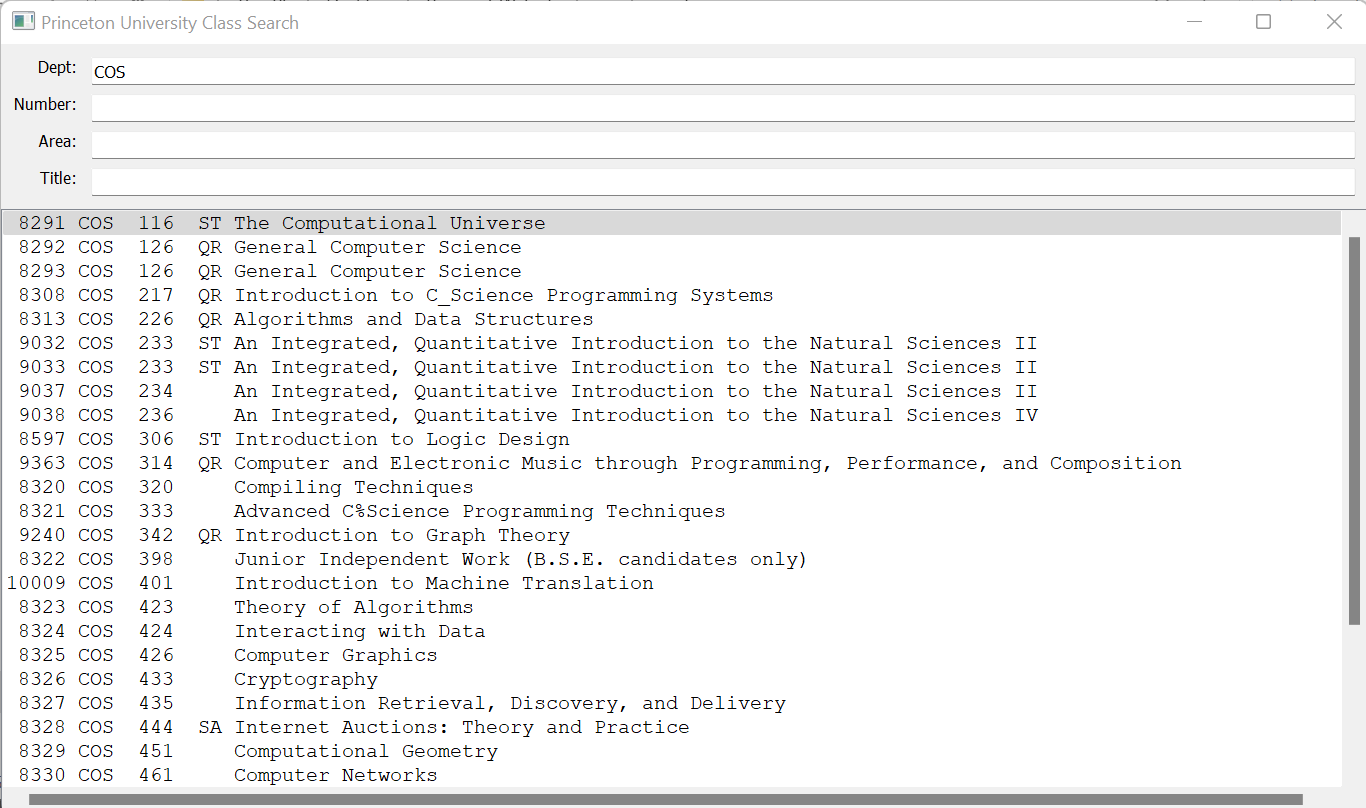 Princeton University Class Search
Dept: COS
Number:
Area:
Title:
8291 COS 116 ST The Computational Universe
8292 COS 126 QR General Computer Science
8293 COS 126 QR General Computer Science
8308 COS 217 QR Introduction to C_Science Programming Systems
8313 COS 226 QR Algorithms and Data Structures
9032 COS 233 ST An Integrated, Quantitative Introduction to the Natural Sciences II
9033 COS 233 ST An Integrated, Quantitative Introduction to the Natural Sciences II
9037 COS 234 An Integrated, Quantitative Introduction to the Natural Sciences II
9038 COS 236 An Integrated, Quantitative Introduction to the Natural Sciences IV
8597 COS 306 ST Introduction to Logic Design
9363 COS 314 QR Computer and Electronic Music through Programming, Performance, and Composition
8320 COS 320 Compiling Techniques
8321 COS 333 Advanced C%Science Programming Techniques
9240 COS 342 QR Introduction to Graph Theory
8322 COS 398 Junior Independent Work (B.S.E. candidates only)
10009 COS 401 Introduction to Machine Translation
8323 COS 423 Theory of Algorithms
8324 COS 424 Interacting with Data
8325 COS 426 Computer Graphics
8326 COS 433 Cryptography
8327 COS 435 Information Retrieval, Discovery, and Delivery
8328 COS 444 SA Internet Auctions: Theory and Practice
8329 COS 451 Computational Geometry
8330 COS 461 Computer Networks